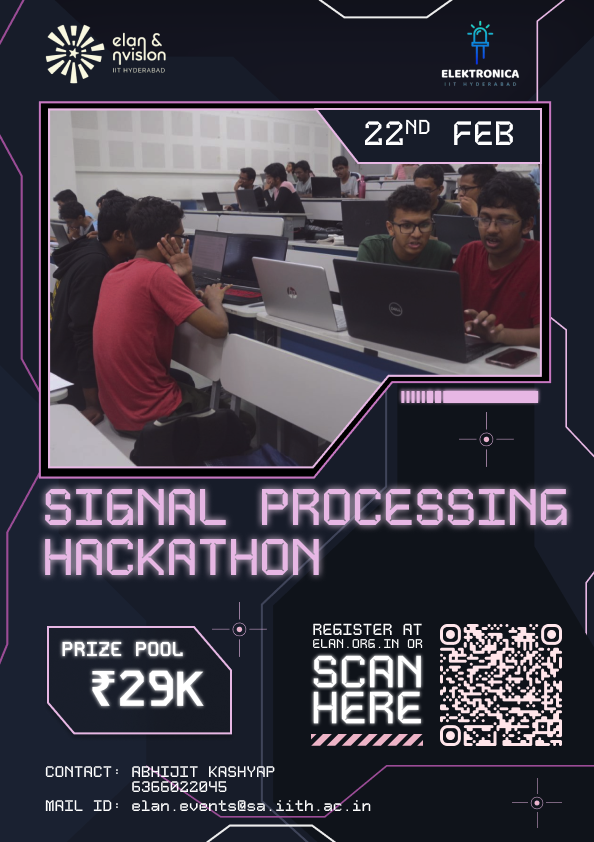 elan &
ηvision
IIT HYDERABAD
ELEKTRONICA
IIT HYDERABAD
22ND FEB
SIGNAL PROCESSING
HACKATHON
PRIZE POOL
₹29K
REGISTER AT
ELAN.ORG.IN OR
SCAN
HERE
CONTACT: ABHIJIT KASHYAP
6366022045
MAIL ID: elan.events@sa.iith.ac.in